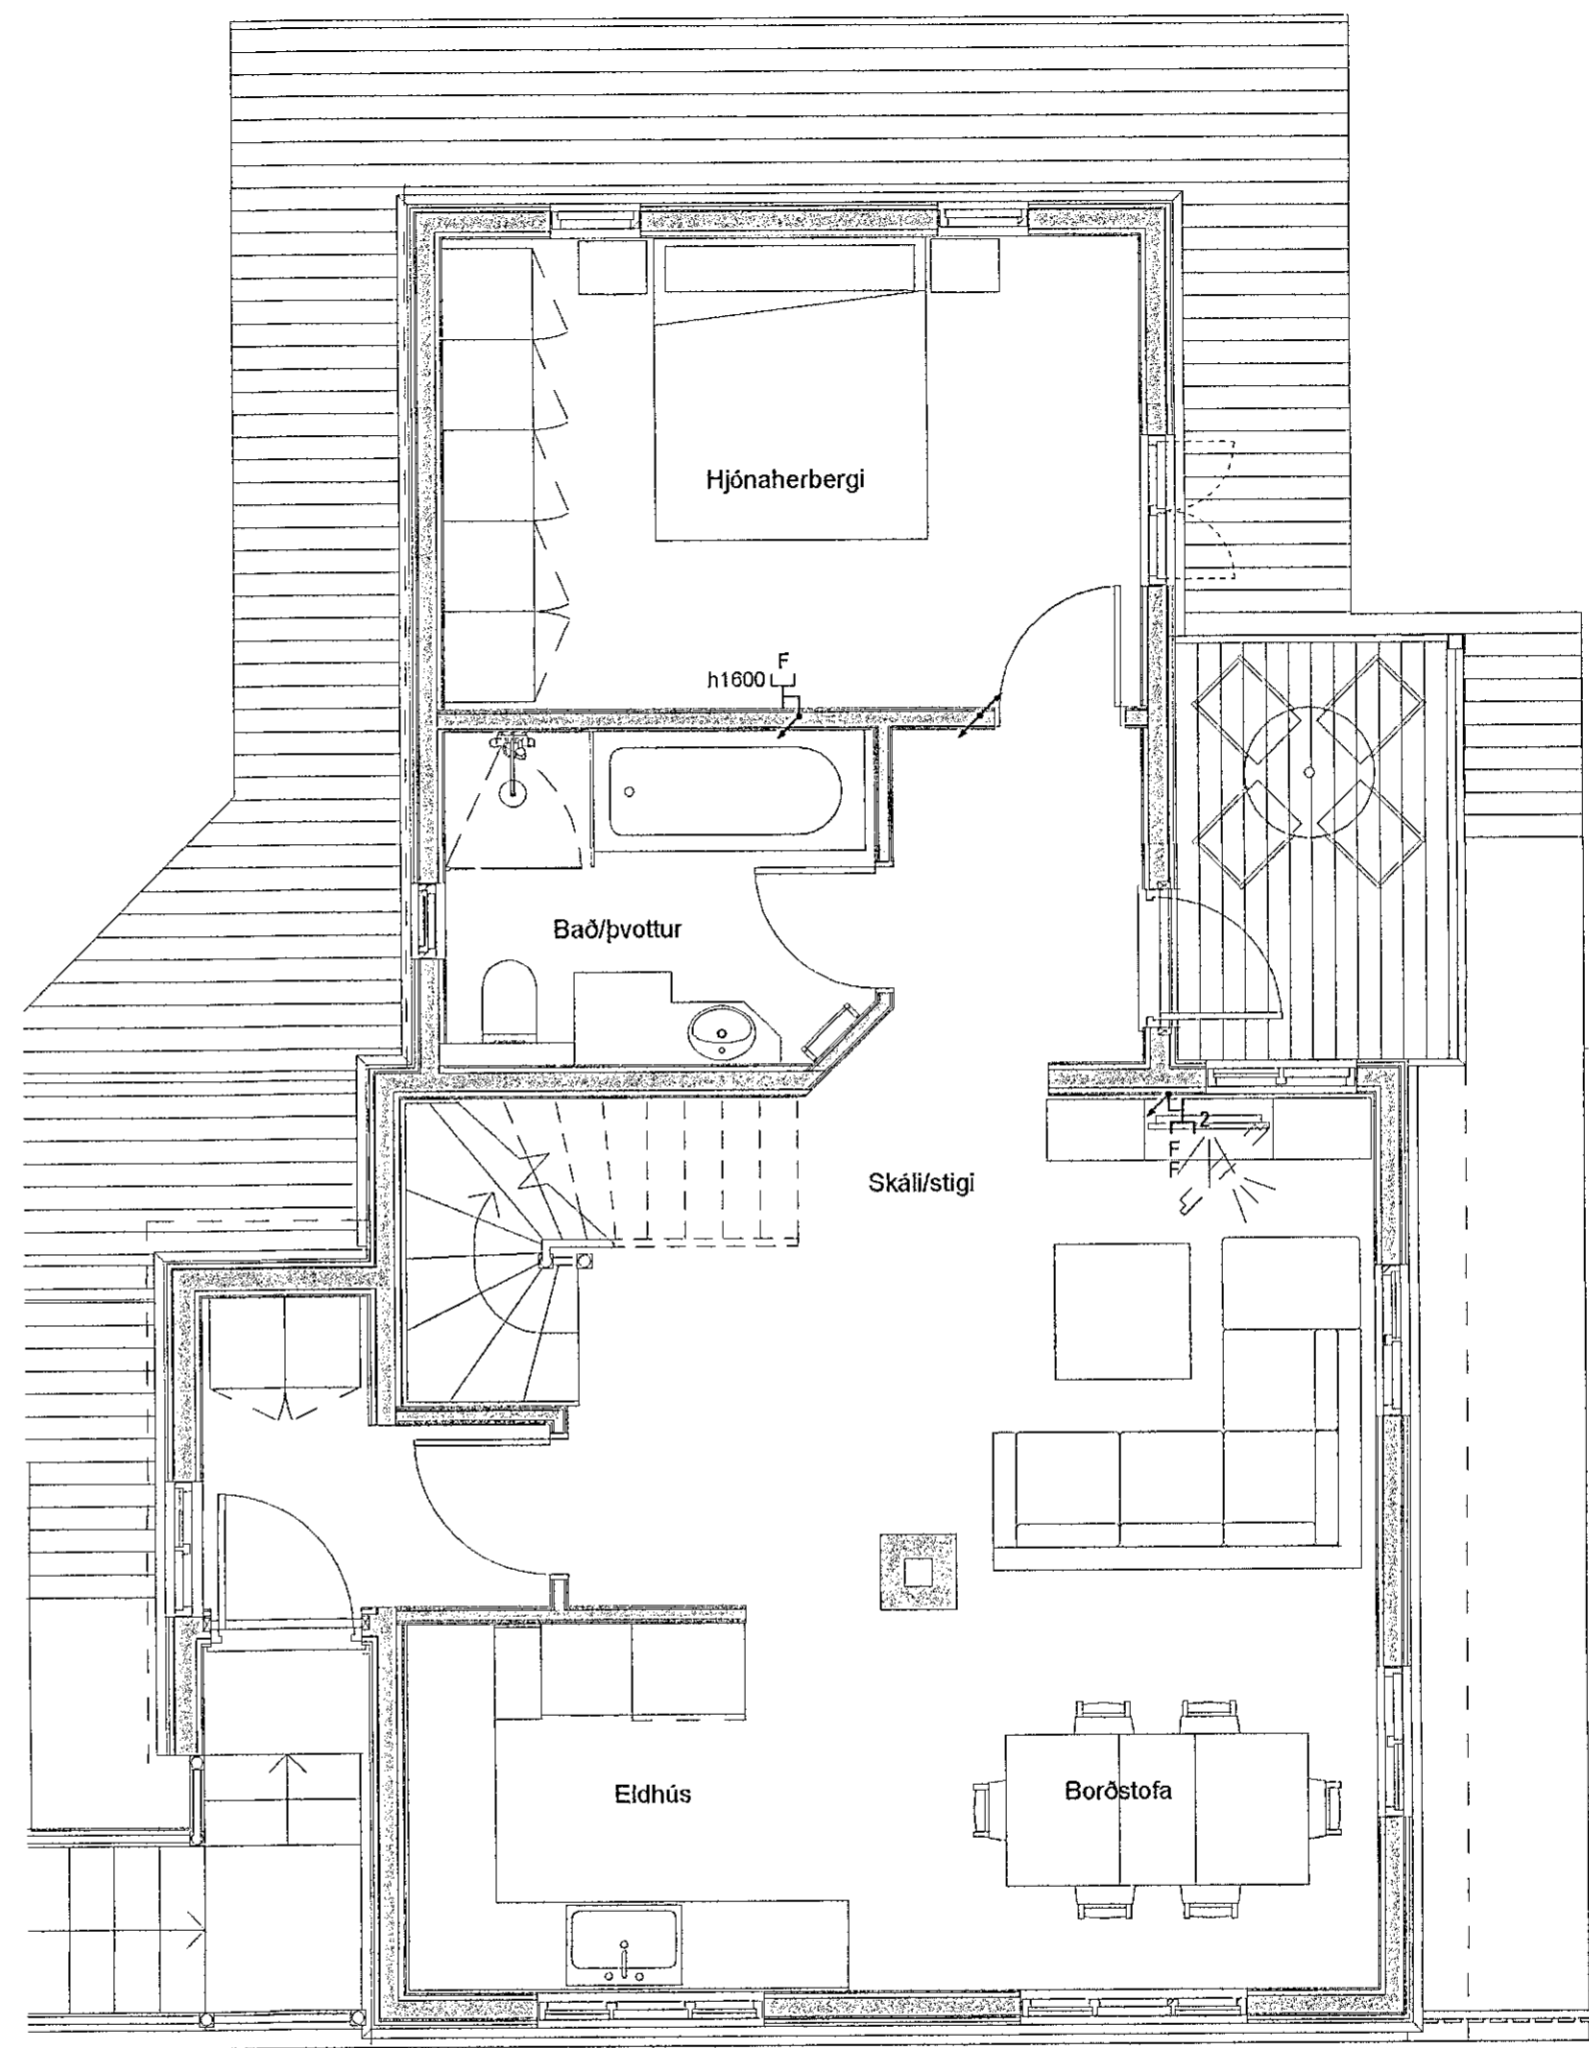 Hjónaherbergi
F
h1600
Bað/þvottur
2
F
F
Skáli/stigi
Eldhús
Borðstofa